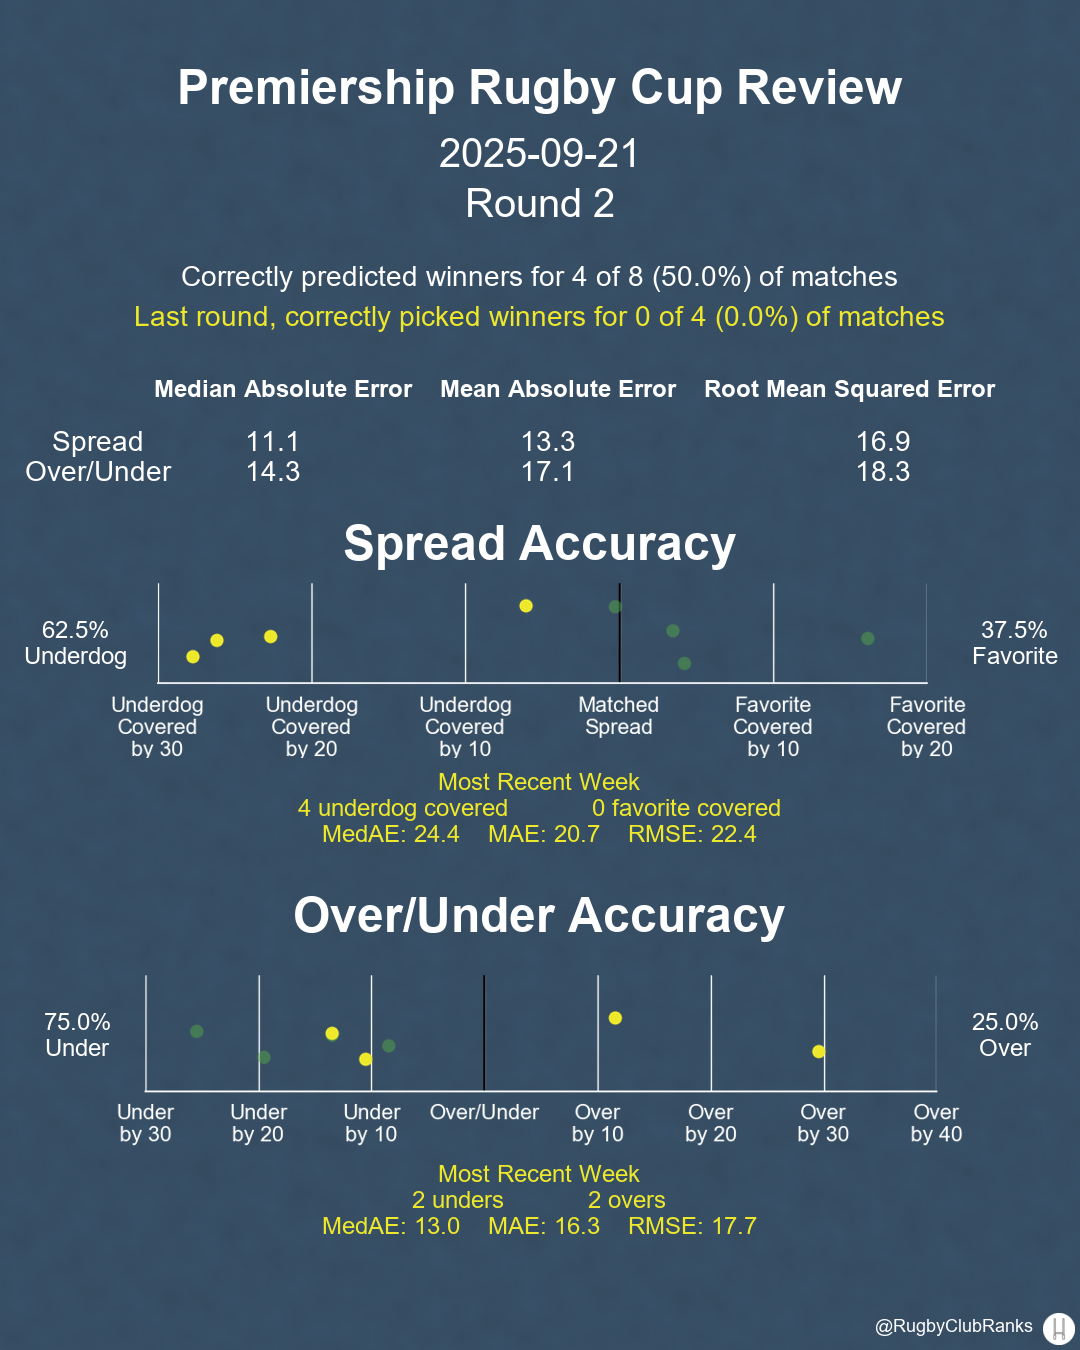 Premiership Rugby Cup Review
2025-09-21
Round 2
Correctly predicted winners for 4 of 8 (50.0%) of matches
Last round, correctly picked winners for 0 of 4 (0.0%) of matches
Median Absolute Error Mean Absolute Error Root Mean Squared Error
Spread 11.1 13.3 16.9
Over/Under 14.3 17.1 18.3
Spread Accuracy
62.5%
Underdog
37.5%
Favorite
Underdog Covered by 30
Underdog Covered by 20
Underdog Covered by 10
Matched Spread
Favorite Covered by 10
Favorite Covered by 20
Most Recent Week
4 underdog covered 0 favorite covered
MedAE: 24.4 MAE: 20.7 RMSE: 22.4
Over/Under Accuracy
75.0%
Under
25.0%
Over
Under by 30
Under by 20
Under by 10
Over/Under
Over by 10
Over by 20
Over by 30
Over by 40
Most Recent Week
2 unders 2 overs
MedAE: 13.0 MAE: 16.3 RMSE: 17.7
@RugbyClubRanks